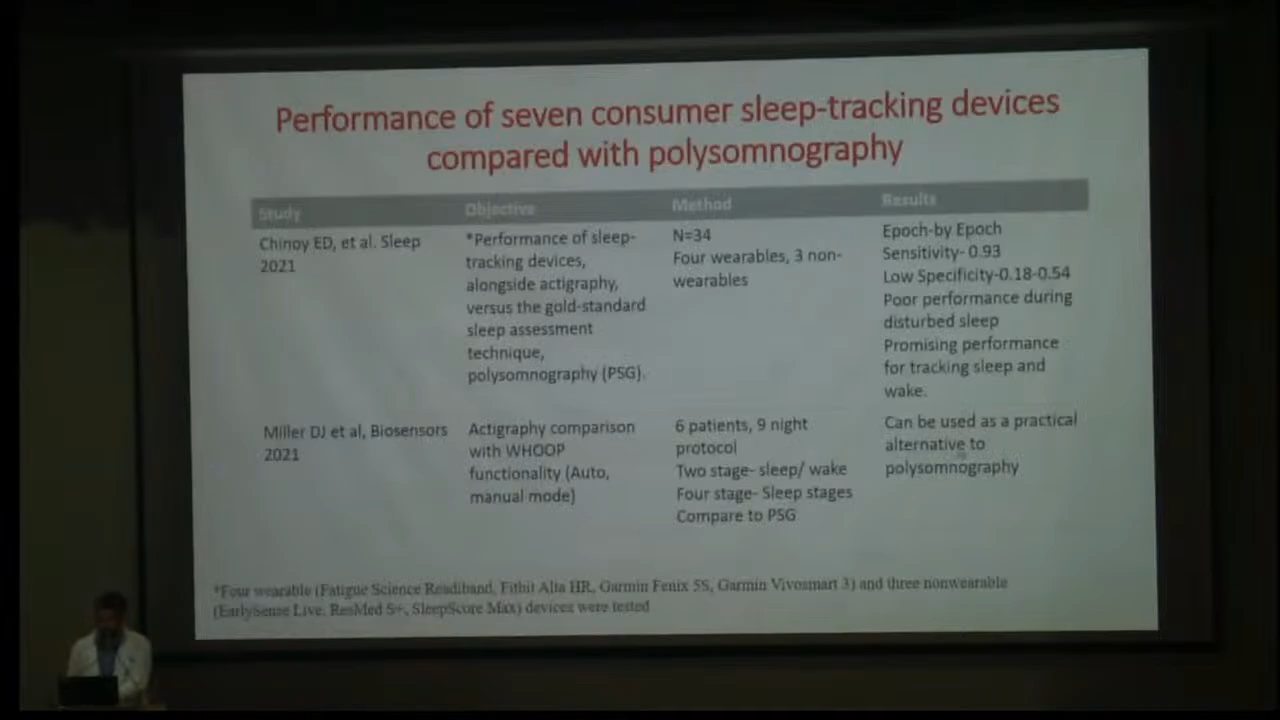 Performance of seven consumer sleep-tracking devices
compared with polysomnography
Study
Objective
Method
Results
Chinoy ED, et al. Sleep
2021
*Performance of sleep-
tracking devices,
alongside actigraphy,
versus the gold-standard
sleep assessment
technique,
polysomnography (PSG).
N=34
Four wearables, 3 non-
wearables
Epoch-by Epoch
Sensitivity- 0.93
Low Specificity-0.18-0.54
Poor performance during
disturbed sleep
Promising performance
for tracking sleep and
wake.
Miller DJ et al, Biosensors
2021
Actigraphy comparison
with WHOOP
functionality (Auto,
manual mode)
6 patients, 9 night
protocol
Two stage- sleep/ wake
Four stage- Sleep stages
Compare to PSG
Can be used as a practical
alternative to
polysomnography
*Four wearable (Fatigue Science Readiband, Fitbit Alta HR, Garmin Fenix 5S, Garmin Vivosmart 3) and three nonwearable
(EarlySense Live, ResMed S+, SleepScore Max) devices were tested